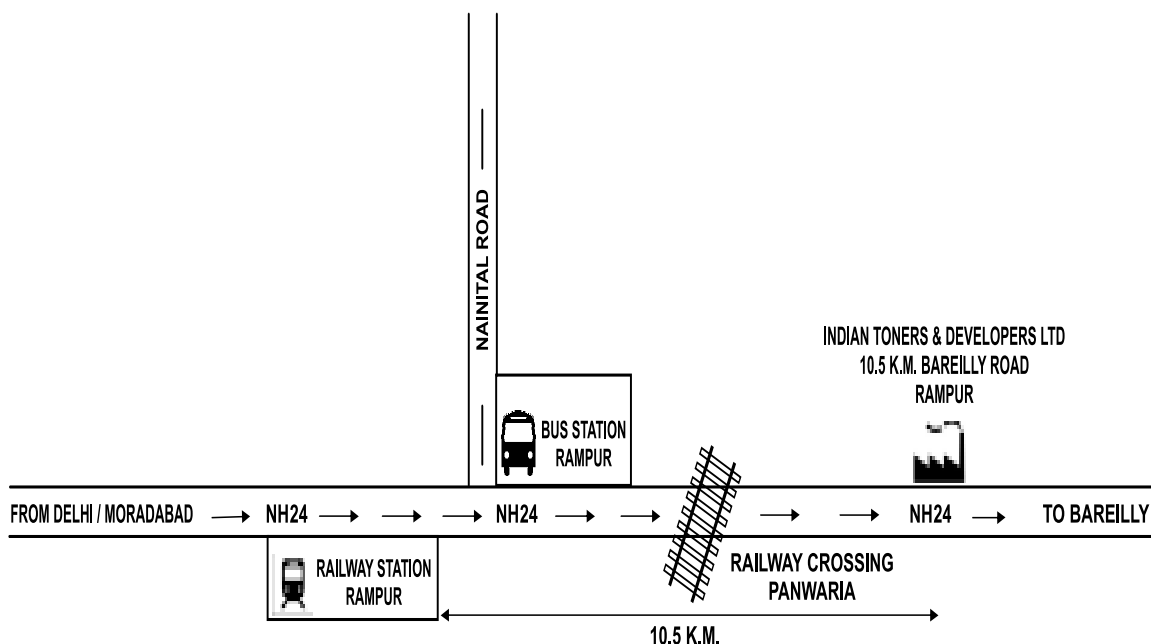 NAINITAL ROAD
INDIAN TONERS & DEVELOPERS LTD
10.5 K.M. BAREILLY ROAD
RAMPUR
BUS STATION
RAMPUR
FROM DELHI / MORADABAD NH24 NH24 NH24 TO BAREILLY
RAILWAY STATION
RAMPUR
RAILWAY CROSSING
PANWARIA
10.5 K.M.